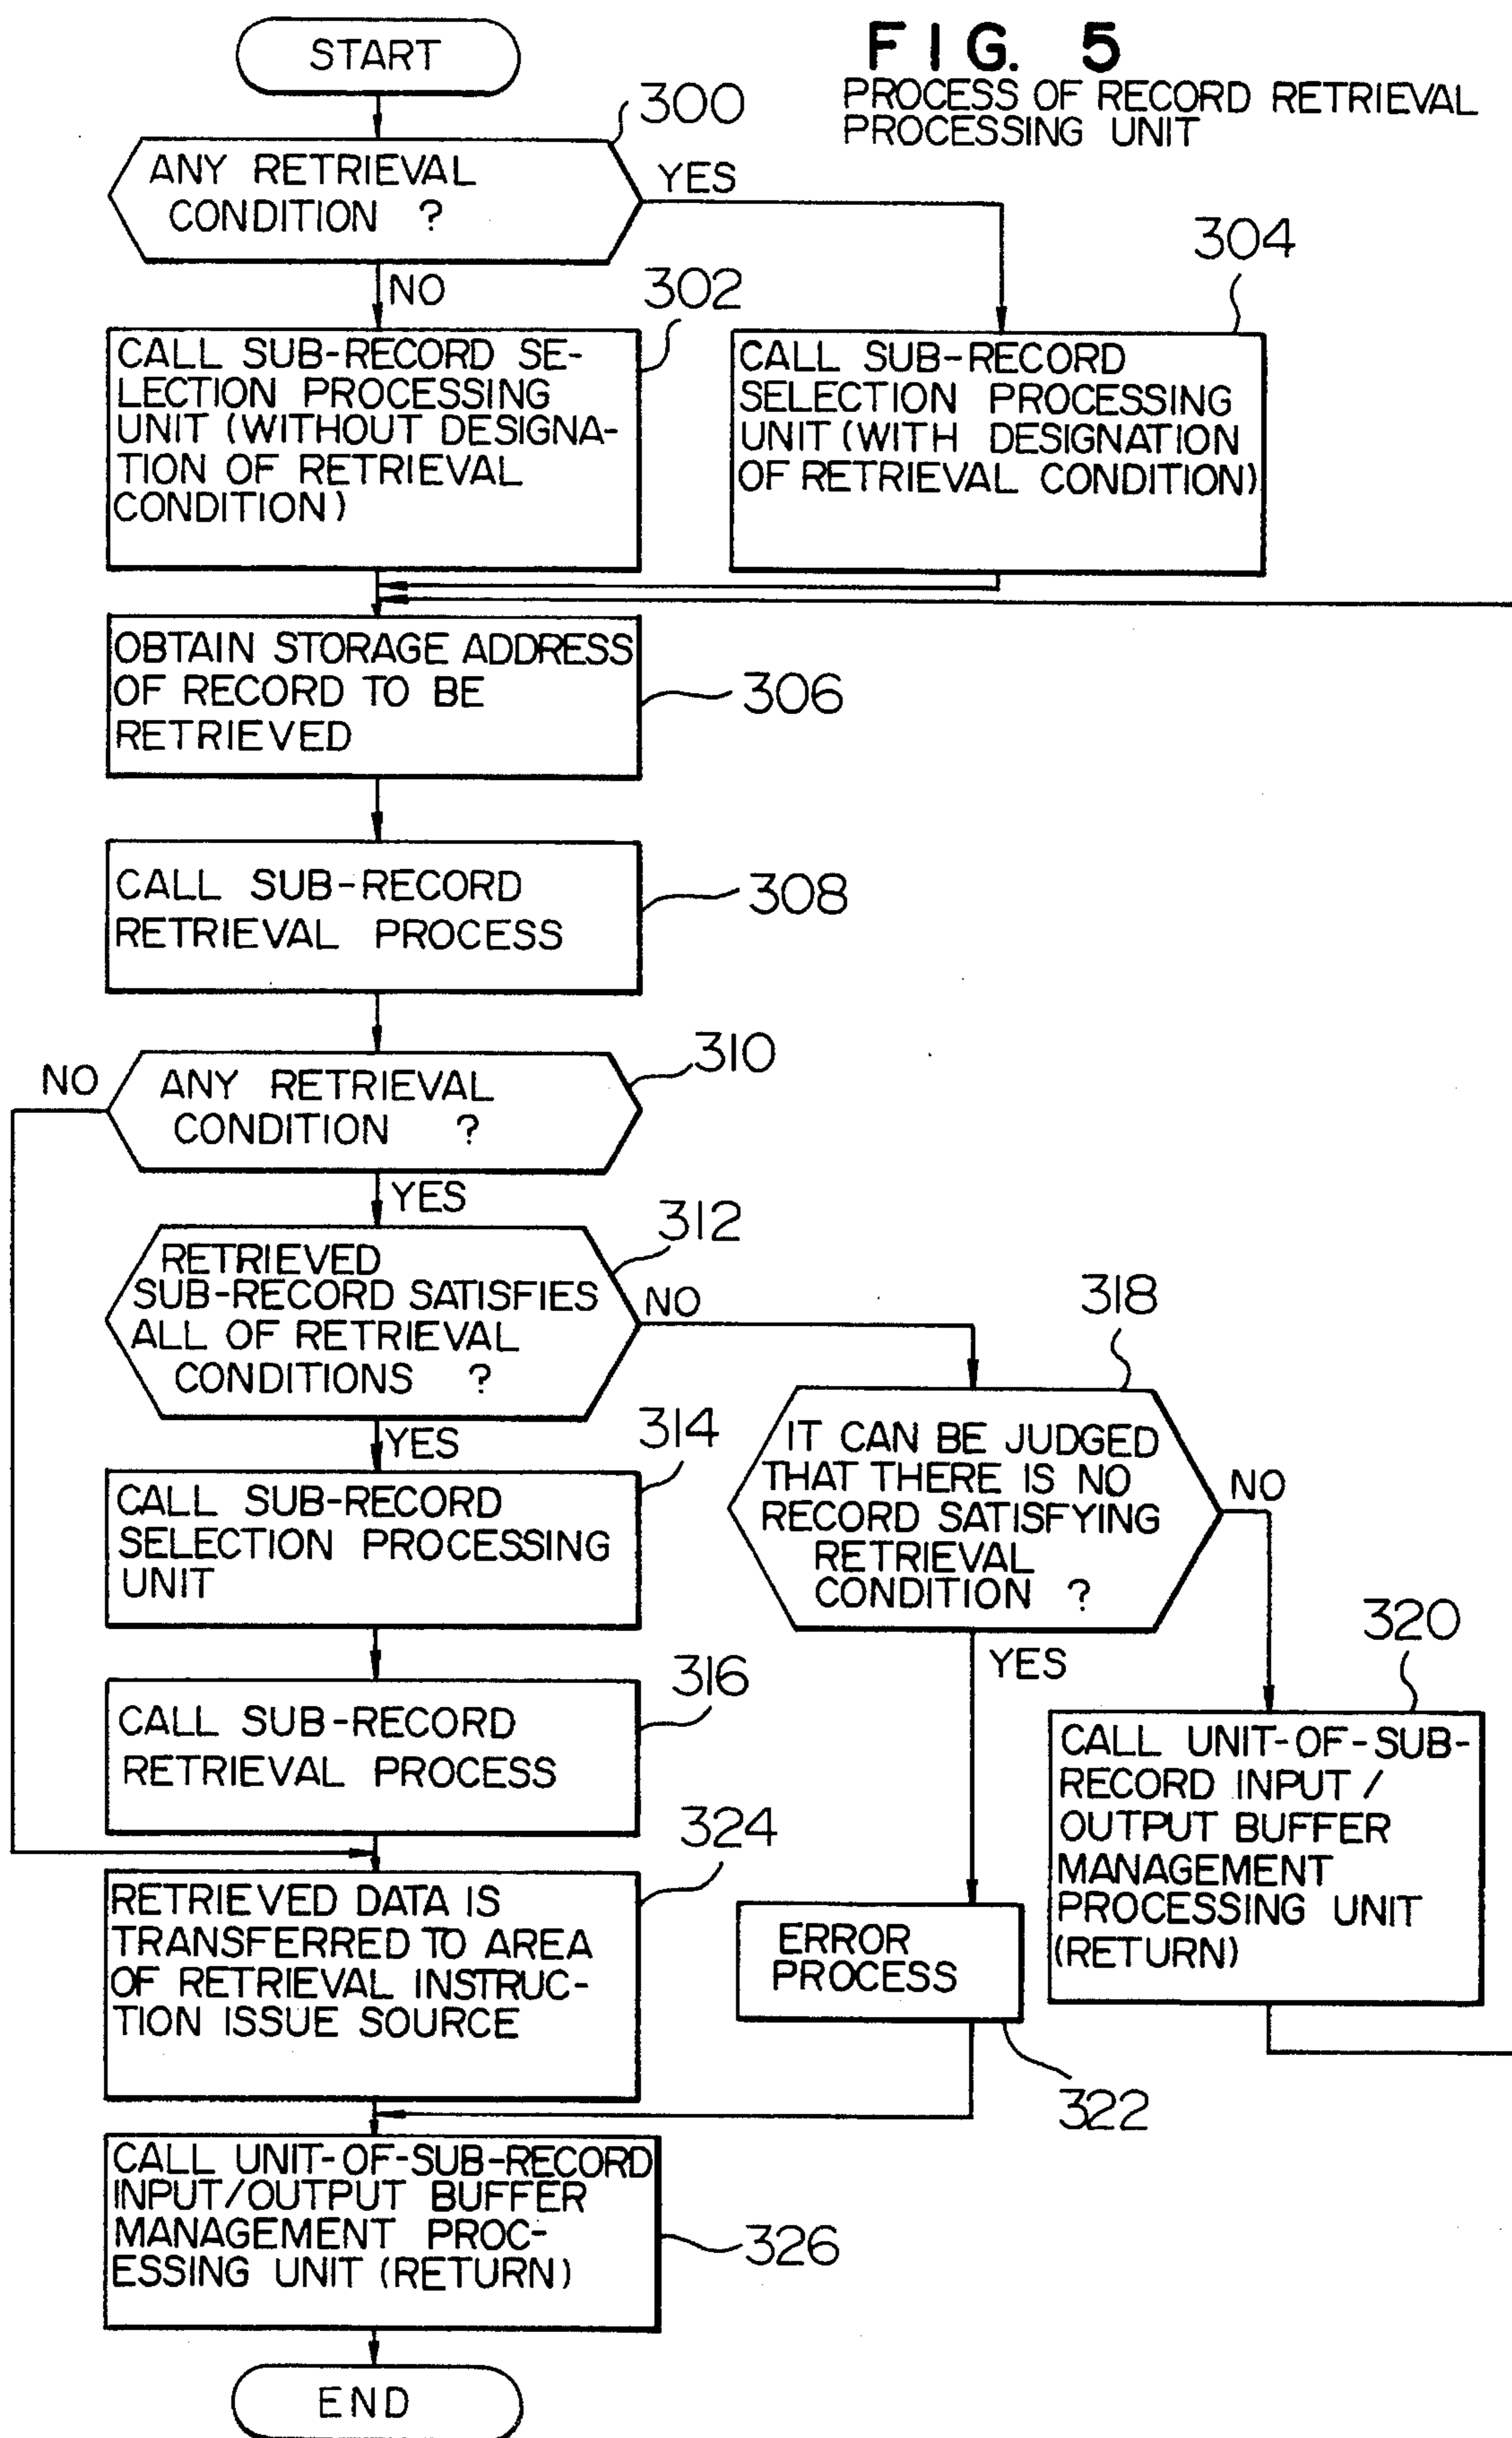 START
FIG. 5
PROCESS OF RECORD RETRIEVAL
PROCESSING UNIT
300
ANY RETRIEVAL
CONDITION ?
YES
NO
302
304
CALL SUB-RECORD SE-
LECTION PROCESSING
UNIT (WITHOUT DESIGNA-
TION OF RETRIEVAL
CONDITION)
CALL SUB-RECORD
SELECTION PROCESSING
UNIT (WITH DESIGNATION
OF RETRIEVAL CONDITION)
OBTAIN STORAGE ADDRESS
OF RECORD TO BE
RETRIEVED
306
CALL SUB-RECORD
RETRIEVAL PROCESS
308
310
NO
ANY RETRIEVAL
CONDITION ?
YES
312
RETRIEVED
SUB-RECORD SATISFIES
ALL OF RETRIEVAL
CONDITIONS ?
NO
YES
318
IT CAN BE JUDGED
THAT THERE IS NO
RECORD SATISFYING
RETRIEVAL
CONDITION ?
NO
YES
314
CALL SUB-RECORD
SELECTION PROCESSING
UNIT
316
CALL SUB-RECORD
RETRIEVAL PROCESS
320
CALL UNIT-OF-SUB-
RECORD INPUT /
OUTPUT BUFFER
MANAGEMENT
PROCESSING UNIT
(RETURN)
324
RETRIEVED DATA IS
TRANSFERRED TO AREA
OF RETRIEVAL INSTRUC-
TION ISSUE SOURCE
ERROR
PROCESS
322
CALL UNIT-OF-SUB-RECORD
INPUT/OUTPUT BUFFER
MANAGEMENT PROC-
ESSING UNIT (RETURN)
326
END